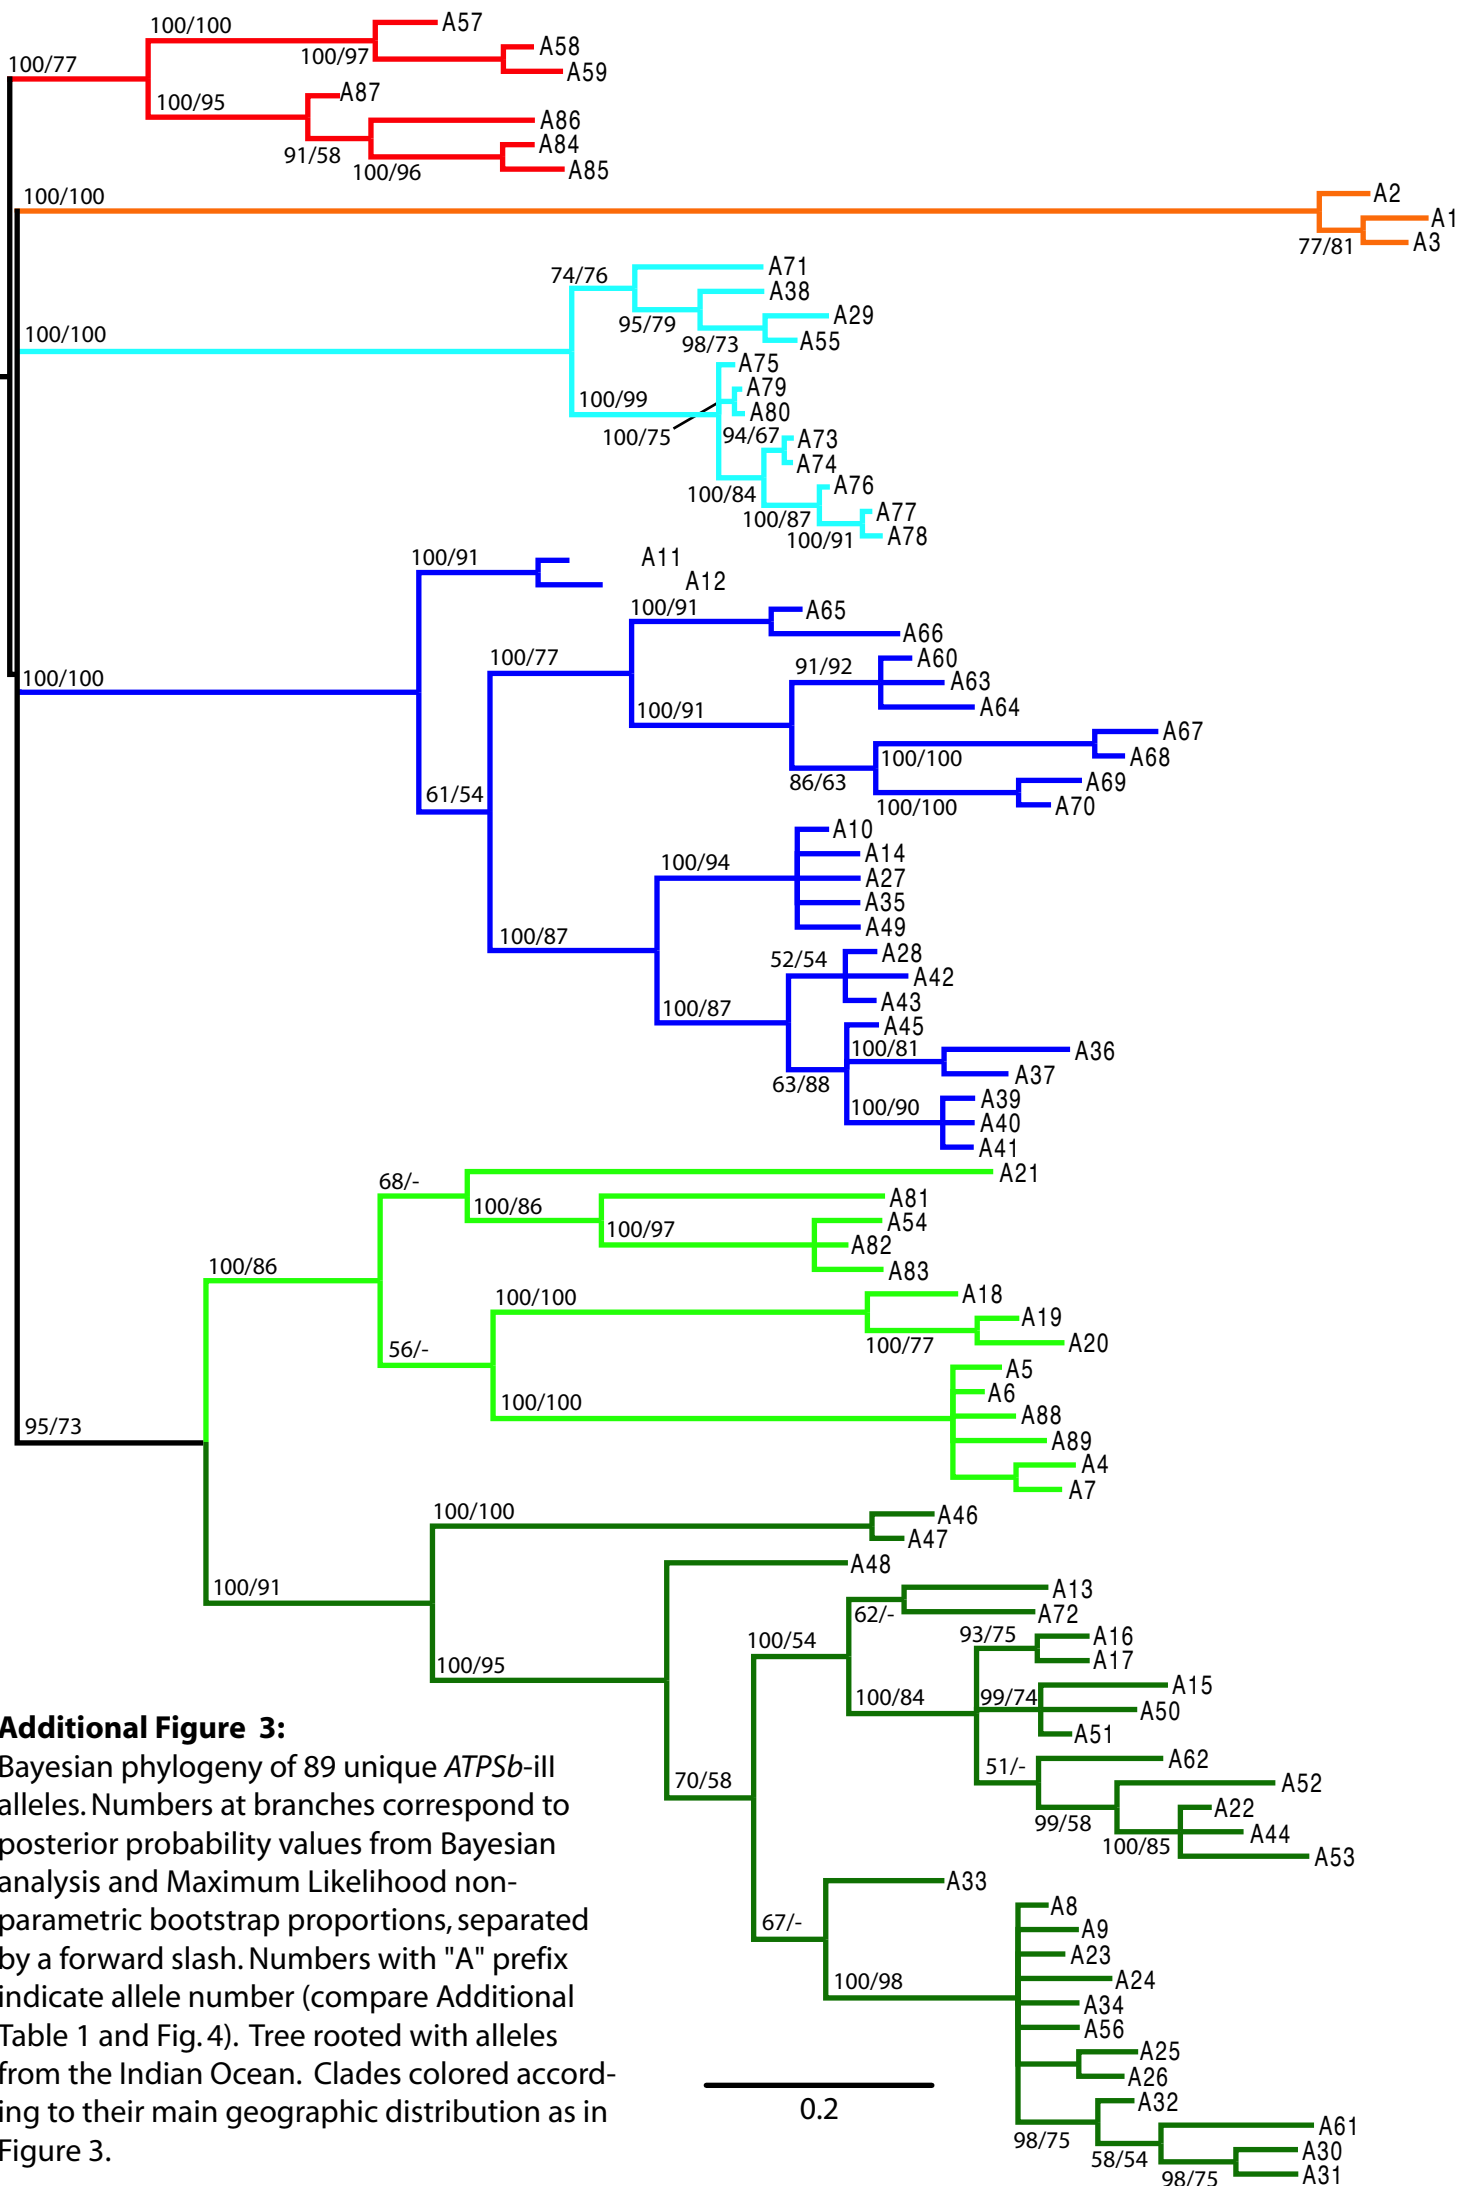 100/100
A57
100/97
A58
A59
100/77
A87
100/95
A86
91/58
A84
100/96
A85
100/100
A2
A1
77/81
A3
74/76
A71
A38
95/79
A29
98/73
A55
100/100
A75
A79
100/99
A80
100/75
94/67
A73
A74
100/84
A76
100/87
A77
100/91
A78
100/91
A11
A12
100/91
A65
A66
100/77
91/92
A60
A63
100/100
100/91
A64
A67
100/100
A68
86/63
A69
61/54
100/100
A70
A10
100/94
A14
A27
A35
A49
100/87
52/54
A28
A42
100/87
A43
A45
100/81
A36
63/88
A37
100/90
A39
A40
A41
68/-
A21
100/86
A81
100/97
A54
A82
A83
100/86
100/100
A18
A19
100/77
A20
56/-
A5
100/100
A6
A88
95/73
A89
A4
A7
100/100
A46
A47
A48
100/91
62/-
A13
A72
100/54
93/75
A16
A17
100/95
99/74
A15
100/84
A50
A51
51/-
A62
70/58
A52
99/58
A22
100/85
A44
A53
A33
67/-
A8
A9
A23
100/98
A24
A34
A56
A25
A26
A32
98/75
A61
58/54
A30
98/75
A31
Additional Figure 3:
Bayesian phylogeny of 89 unique ATPSb-ill
alleles. Numbers at branches correspond to
posterior probability values from Bayesian
analysis and Maximum Likelihood non-
parametric bootstrap proportions, separated
by a forward slash. Numbers with "A" prefix
indicate allele number (compare Additional
Table 1 and Fig. 4). Tree rooted with alleles
from the Indian Ocean. Clades colored accord-
ing to their main geographic distribution as in
Figure 3.
0.2